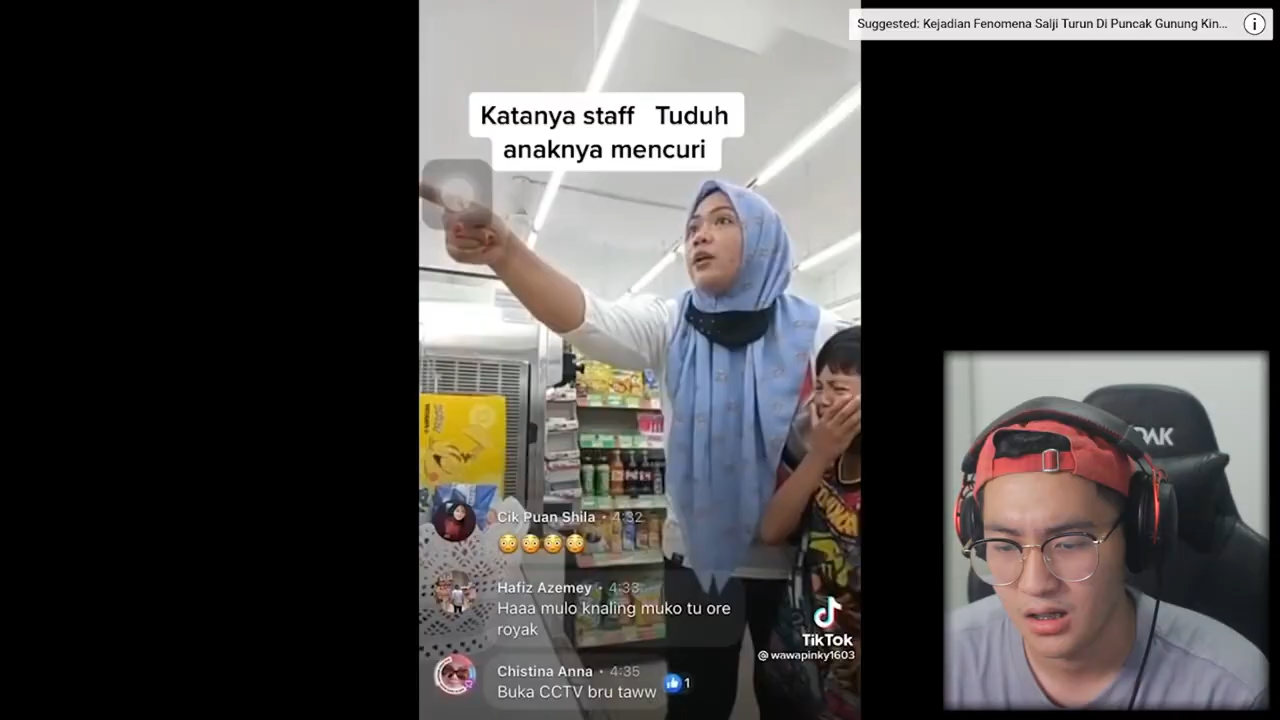 Suggested: Kejadian Fenomena Salji Turun Di Puncak Gunung Kin...
Katanya staff Tuduh
anaknya mencuri
Cik Puan Shila • 4:32
😳😳😳😳
Hafiz Azemey • 4:33
Haaa mulo knaling muko tu ore
royak
Chistina Anna • 4:35
Buka CCTV bru taww 👍1
TikTok
@wawapinky1603